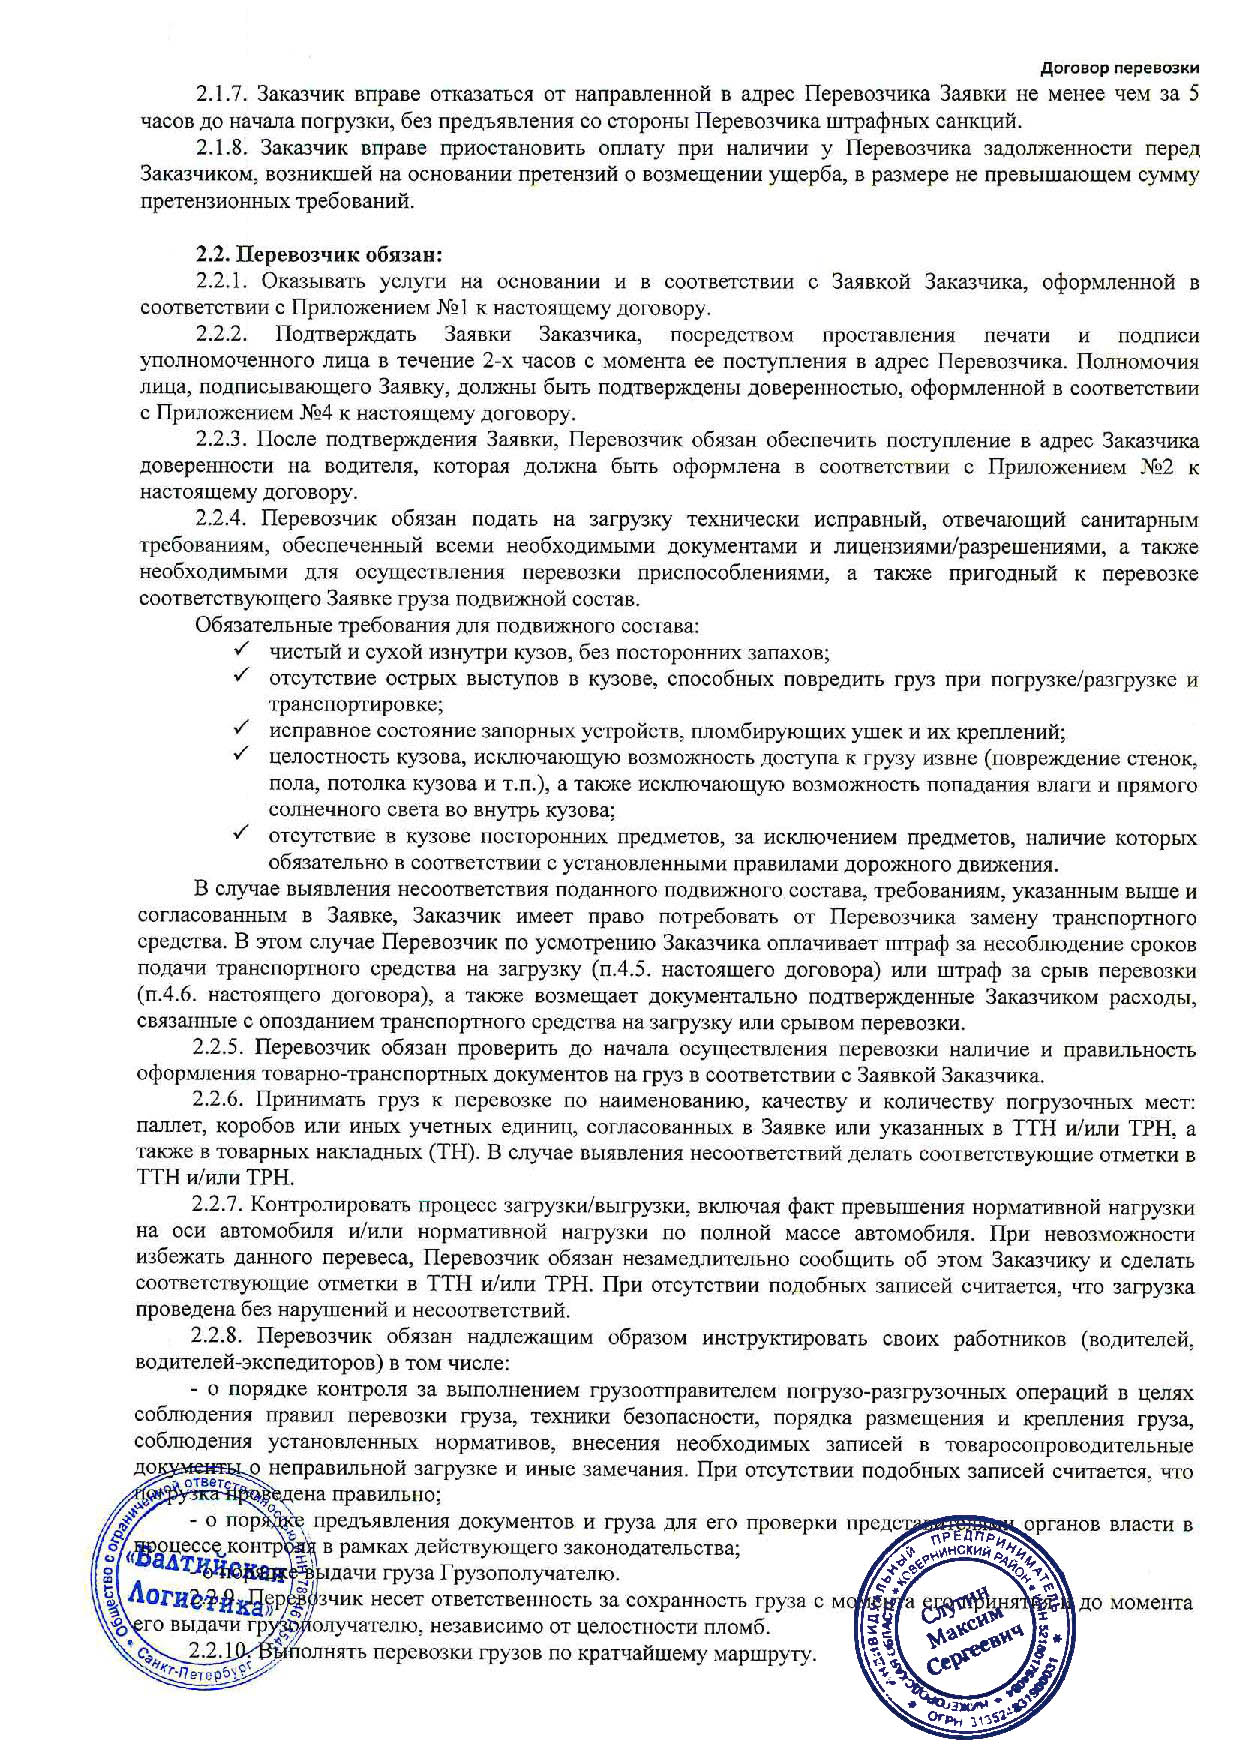 Договор перевозки
2.1.7. Заказчик вправе отказаться от направленной в адрес Перевозчика Заявки не менее чем за 5
часов до начала погрузки, без предъявления со стороны Перевозчика штрафных санкций.
2.1.8. Заказчик вправе приостановить оплату при наличии у Перевозчика задолженности перед
Заказчиком, возникшей на основании претензий о возмещении ущерба, в размере не превышающем сумму
претензионных требований.
2.2. Перевозчик обязан:
2.2.1. Оказывать услуги на основании и в соответствии с Заявкой Заказчика, оформленной в
соответствии с Приложением №1 к настоящему договору.
2.2.2. Подтверждать Заявки Заказчика, посредством проставления печати и подписи
уполномоченного лица в течение 2-х часов с момента ее поступления в адрес Перевозчика. Полномочия
лица, подписывающего Заявку, должны быть подтверждены доверенностью, оформленной в соответствии
с Приложением №4 к настоящему договору.
2.2.3. После подтверждения Заявки, Перевозчик обязан обеспечить поступление в адрес Заказчика
доверенности на водителя, которая должна быть оформлена в соответствии с Приложением №2 к
настоящему договору.
2.2.4. Перевозчик обязан подать на загрузку технически исправный, отвечающий санитарным
требованиям, обеспеченный всеми необходимыми документами и лицензиями/разрешениями, а также
необходимыми для осуществления перевозки приспособлениями, а также пригодный к перевозке
соответствующего Заявке груза подвижной состав.
Обязательные требования для подвижного состава:
✓ чистый и сухой изнутри кузов, без посторонних запахов;
✓ отсутствие острых выступов в кузове, способных повредить груз при погрузке/разгрузке и
транспортировке;
✓ исправное состояние запорных устройств, пломбирующих ушек и их креплений;
✓ целостность кузова, исключающую возможность доступа к грузу извне (повреждение стенок,
пола, потолка кузова и т.п.), а также исключающую возможность попадания влаги и прямого
солнечного света во внутрь кузова;
✓ отсутствие в кузове посторонних предметов, за исключением предметов, наличие которых
обязательно в соответствии с установленными правилами дорожного движения.
В случае выявления несоответствия поданного подвижного состава, требованиям, указанным выше и
согласованным в Заявке, Заказчик имеет право потребовать от Перевозчика замену транспортного
средства. В этом случае Перевозчик по усмотрению Заказчика оплачивает штраф за несоблюдение сроков
подачи транспортного средства на загрузку (п.4.5. настоящего договора) или штраф за срыв перевозки
(п.4.6. настоящего договора), а также возмещает документально подтвержденные Заказчиком расходы,
связанные с опозданием транспортного средства на загрузку или срывом перевозки.
2.2.5. Перевозчик обязан проверить до начала осуществления перевозки наличие и правильность
оформления товарно-транспортных документов на груз в соответствии с Заявкой Заказчика.
2.2.6. Принимать груз к перевозке по наименованию, качеству и количеству погрузочных мест:
паллет, коробов или иных учетных единиц, согласованных в Заявке или указанных в ТТН и/или ТРН, а
также в товарных накладных (ТН). В случае выявления несоответствий делать соответствующие отметки в
ТТН и/или ТРН.
2.2.7. Контролировать процесс загрузки/выгрузки, включая факт превышения нормативной нагрузки
на оси автомобиля и/или нормативной нагрузки по полной массе автомобиля. При невозможности
избежать данного перевеса, Перевозчик обязан незамедлительно сообщить об этом Заказчику и сделать
соответствующие отметки в ТТН и/или ТРН. При отсутствии подобных записей считается, что загрузка
проведена без нарушений и несоответствий.
2.2.8. Перевозчик обязан надлежащим образом инструктировать своих работников (водителей,
водителей-экспедиторов) в том числе:
- о порядке контроля за выполнением грузоотправителем погрузо-разгрузочных операций в целях
соблюдения правил перевозки груза, техники безопасности, порядка размещения и крепления груза,
соблюдения установленных нормативов, внесения необходимых записей в товаросопроводительные
документы о неправильной загрузке и иные замечания. При отсутствии подобных записей считается, что
погрузка проведена правильно;
- о порядке предъявления документов и груза для его проверки представителями органов власти в
процессе контроля в рамках действующего законодательства;
- о порядке выдачи груза Грузополучателю.
2.2.9. Перевозчик несет ответственность за сохранность груза с момента его принятия и до момента
его выдачи грузополучателю, независимо от целостности пломб.
2.2.10. Выполнять перевозки грузов по кратчайшему маршруту.
Общество с ограниченной ответственностью
«Балтийская
Логистика»
Санкт-Петербург
ИНДИВИДУАЛЬНЫЙ ПРЕДПРИНИМАТЕЛЬ
НИЖЕГОРОДСКАЯ ОБЛАСТЬ * КОВЕРНИНСКИЙ РАЙОН
Слугин
Максим
Сергеевич